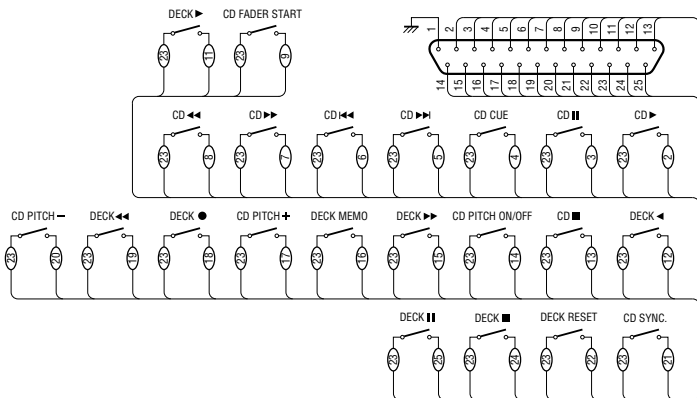 DECK ► CD FADER START
1 2 3 4 5 6 7 8 9 10 11 12 13
23 11 23 9
14 15 16 17 18 19 20 21 22 23 24 25
CD ◄◄ CD ►► CD I◄◄ CD ►►I CD CUE CD ❚❚ CD ►
23 8 23 7 23 6 23 5 23 4 23 3 23 2
CD PITCH − DECK ◄◄ DECK ● CD PITCH + DECK MEMO DECK ►► CD PITCH ON/OFF CD ■ DECK ◄
23 20 23 19 23 18 23 17 23 16 23 15 23 14 23 13 23 12
DECK ❚❚ DECK ■ DECK RESET CD SYNC.
23 25 23 24 23 22 23 21